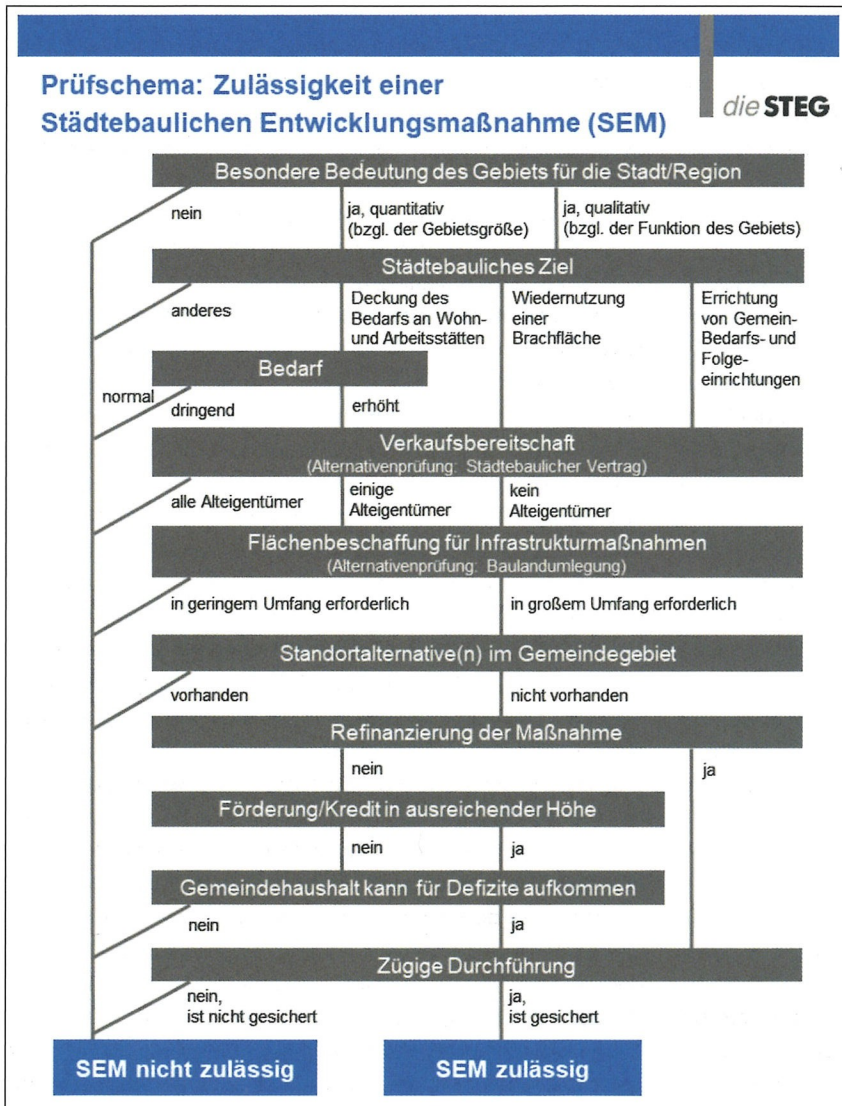 Prüfschema: Zulässigkeit einer
Städtebaulichen Entwicklungsmaßnahme (SEM)
die STEG
Besondere Bedeutung des Gebiets für die Stadt/Region
nein
ja, quantitativ
(bzgl. der Gebietsgröße)
ja, qualitativ
(bzgl. der Funktion des Gebiets)
Städtebauliches Ziel
anderes
Deckung des
Bedarfs an Wohn-
und Arbeitsstätten
Wiedernutzung
einer
Brachfläche
Errichtung
von Gemein-
Bedarfs- und
Folge-
einrichtungen
Bedarf
normal
dringend
erhöht
Verkaufsbereitschaft
(Alternativenprüfung: Städtebaulicher Vertrag)
alle Alteigentümer
einige
Alteigentümer
kein
Alteigentümer
Flächenbeschaffung für Infrastrukturmaßnahmen
(Alternativenprüfung: Baulandumlegung)
in geringem Umfang erforderlich
in großem Umfang erforderlich
Standortalternative(n) im Gemeindegebiet
vorhanden
nicht vorhanden
Refinanzierung der Maßnahme
nein
ja
Förderung/Kredit in ausreichender Höhe
nein
ja
Gemeindehaushalt kann für Defizite aufkommen
nein
ja
Zügige Durchführung
nein,
ist nicht gesichert
ja,
ist gesichert
SEM nicht zulässig
SEM zulässig